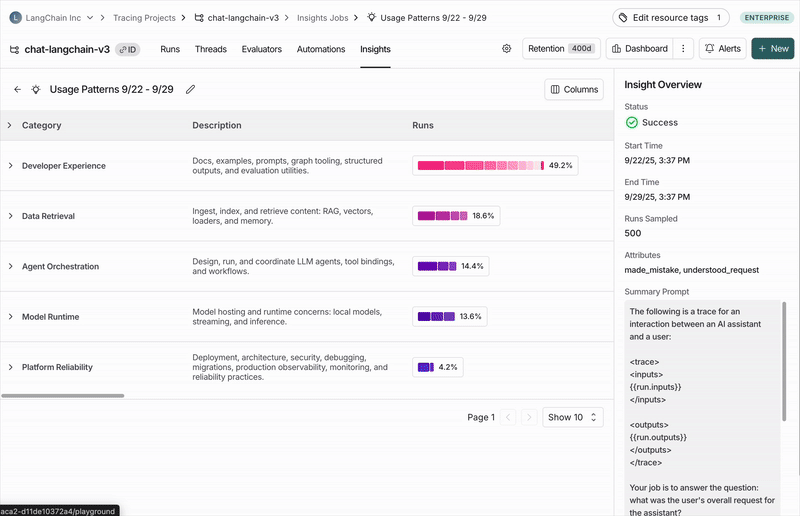 L LangChain Inc > Tracing Projects > chat-langchain-v3 > Insights Jobs > Usage Patterns 9/22 - 9/29
Edit resource tags 1
ENTERPRISE
chat-langchain-v3 ID Runs Threads Evaluators Automations Insights
Retention 400d Dashboard Alerts + New
Usage Patterns 9/22 - 9/29
Columns
Category Description Runs
Developer Experience
Docs, examples, prompts, graph tooling, structured
outputs, and evaluation utilities.
49.2%
Data Retrieval
Ingest, index, and retrieve content: RAG, vectors,
loaders, and memory.
18.6%
Agent Orchestration
Design, run, and coordinate LLM agents, tool bindings,
and workflows.
14.4%
Model Runtime
Model hosting and runtime concerns: local models,
streaming, and inference.
13.6%
Platform Reliability
Deployment, architecture, security, debugging,
migrations, production observability, monitoring, and
reliability practices.
4.2%
Page 1
Show 10
Insight Overview
Status
Success
Start Time
9/22/25, 3:37 PM
End Time
9/29/25, 3:37 PM
Runs Sampled
500
Attributes
made_mistake, understood_request
Summary Prompt
The following is a trace for an
interaction between an AI assistant
and a user:
<trace>
<inputs>
{{run.inputs}}
</inputs>
<outputs>
{{run.outputs}}
</outputs>
</trace>
Your job is to answer the question:
what was the user's overall request for
the assistant?
aca2-d11de10372a4/playground